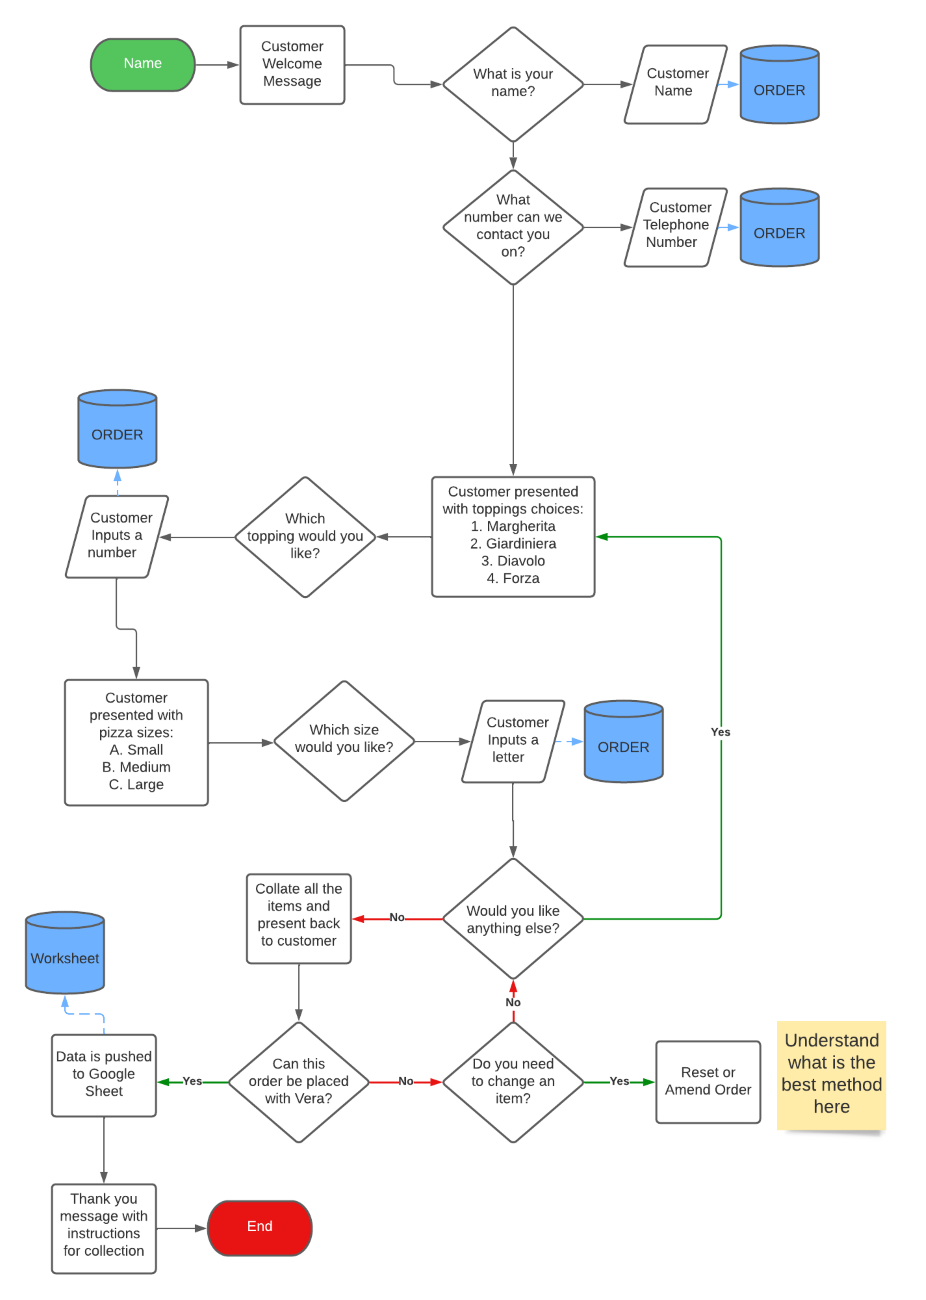 Name
Customer
Welcome
Message
What is your
name?
Customer
Name
ORDER
What
number can we
contact you
on?
Customer
Telephone
Number
ORDER
ORDER
Customer presented
with toppings choices:
1. Margherita
2. Giardiniera
3. Diavolo
4. Forza
Which
topping would you
like?
Customer
Inputs a
number
Customer
presented with
pizza sizes:
A. Small
B. Medium
C. Large
Which size
would you like?
Customer
Inputs a
letter
ORDER
Yes
Would you like
anything else?
No
Collate all the
items and
present back
to customer
Worksheet
No
Can this
order be placed
with Vera?
No
Do you need
to change an
item?
Yes
Reset or
Amend Order
Understand
what is the
best method
here
Yes
Data is pushed
to Google
Sheet
Thank you
message with
instructions
for collection
End